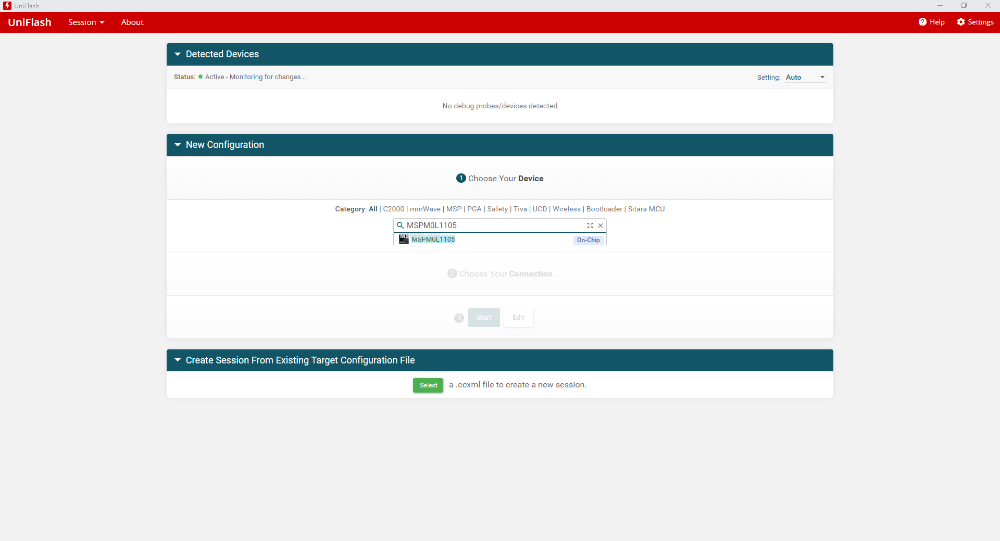 UniFlash
UniFlash Session About Help Settings
Detected Devices
Status: Active - Monitoring for changes... Setting: Auto
No debug probes/devices detected
New Configuration
1 Choose Your Device
Category: All | C2000 | mmWave | MSP | PGA | Safety | Tiva | UCD | Wireless | Bootloader | Sitara MCU
MSPM0L1105
MSPM0L1105 On-Chip
2 Choose Your Connection
3 Start Edit
Create Session From Existing Target Configuration File
Select a .ccxml file to create a new session.